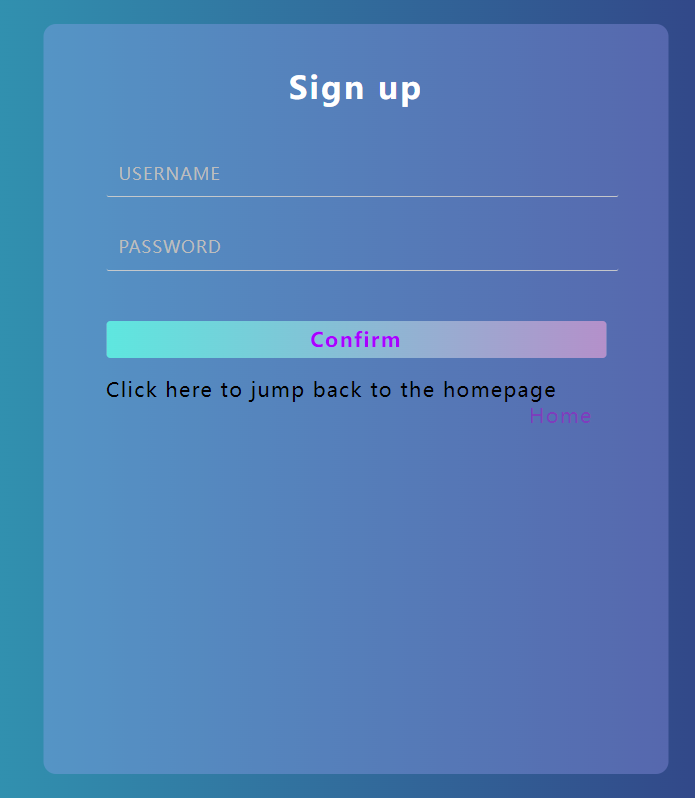 Sign up
USERNAME
PASSWORD
Confirm
Click here to jump back to the homepage
Home